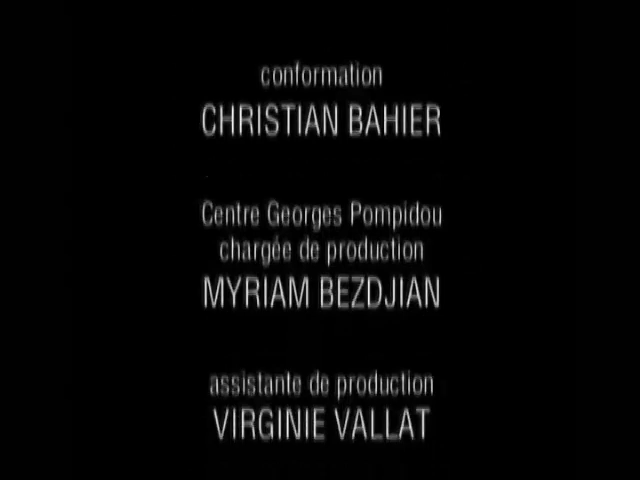 conformation
CHRISTIAN BAHIER
Centre Georges Pompidou
chargée de production
MYRIAM BEZDJIAN
assistante de production
VIRGINIE VALLAT